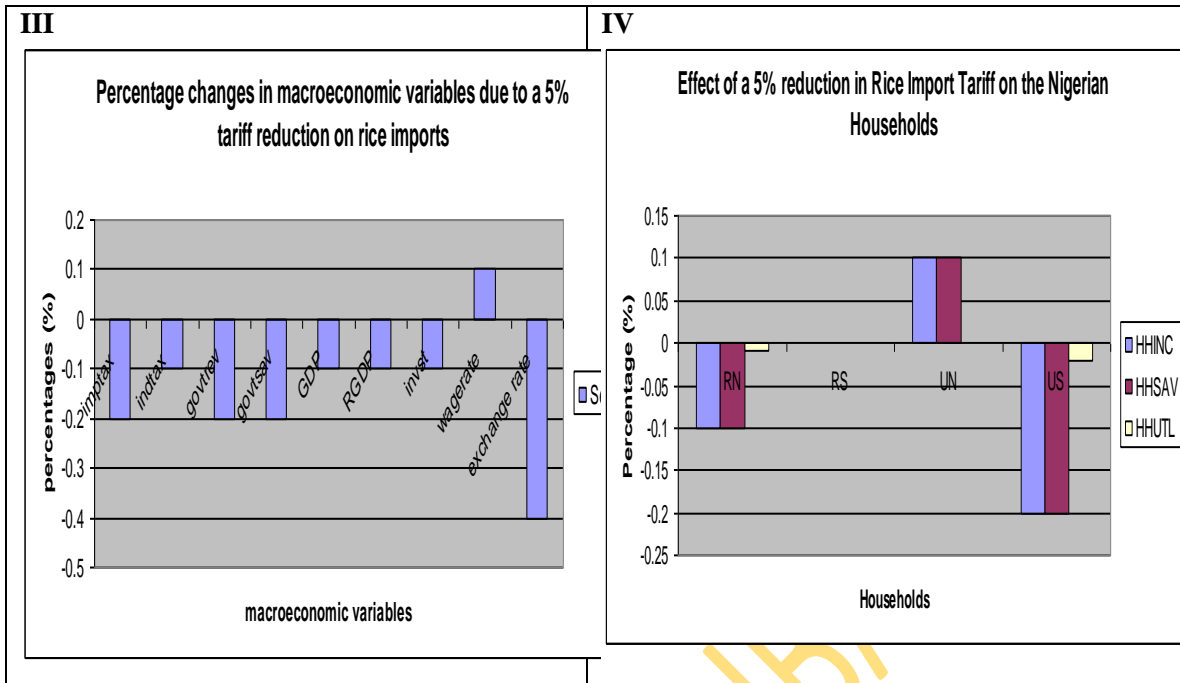 III
Percentage changes in macroeconomic variables due to a 5%
tariff reduction on rice imports
percentages (%)
0.2
0.1
0
-0.1
-0.2
-0.3
-0.4
-0.5
imptax
indtax
govtrev
govtsav
GDP
RGDP
invst
wagerate
exchange rate
macroeconomic variables
IV
Effect of a 5% reduction in Rice Import Tariff on the Nigerian
Households
Percentage (%)
0.15
0.1
0.05
0
-0.05
-0.1
-0.15
-0.2
-0.25
RN RS UN US
HHINC
HHSAV
HHUTL
Households